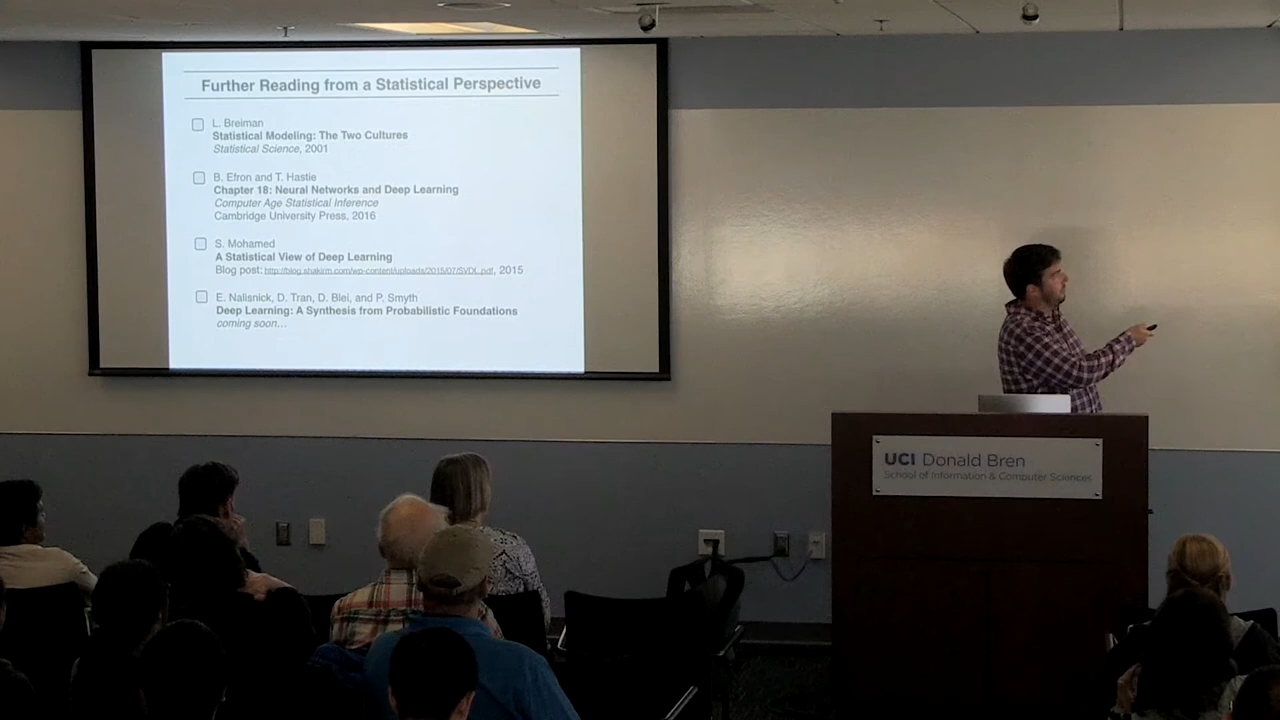 Further Reading from a Statistical Perspective
L. Breiman
Statistical Modeling: The Two Cultures
Statistical Science, 2001
B. Efron and T. Hastie
Chapter 18: Neural Networks and Deep Learning
Computer Age Statistical Inference
Cambridge University Press, 2016
S. Mohamed
A Statistical View of Deep Learning
Blog post: http://blog.shakirm.com/wp-content/uploads/2015/07/SVDL.pdf, 2015
E. Nalisnick, D. Tran, D. Blei, and P. Smyth
Deep Learning: A Synthesis from Probabilistic Foundations
coming soon...
UCI Donald Bren
School of Information & Computer Sciences